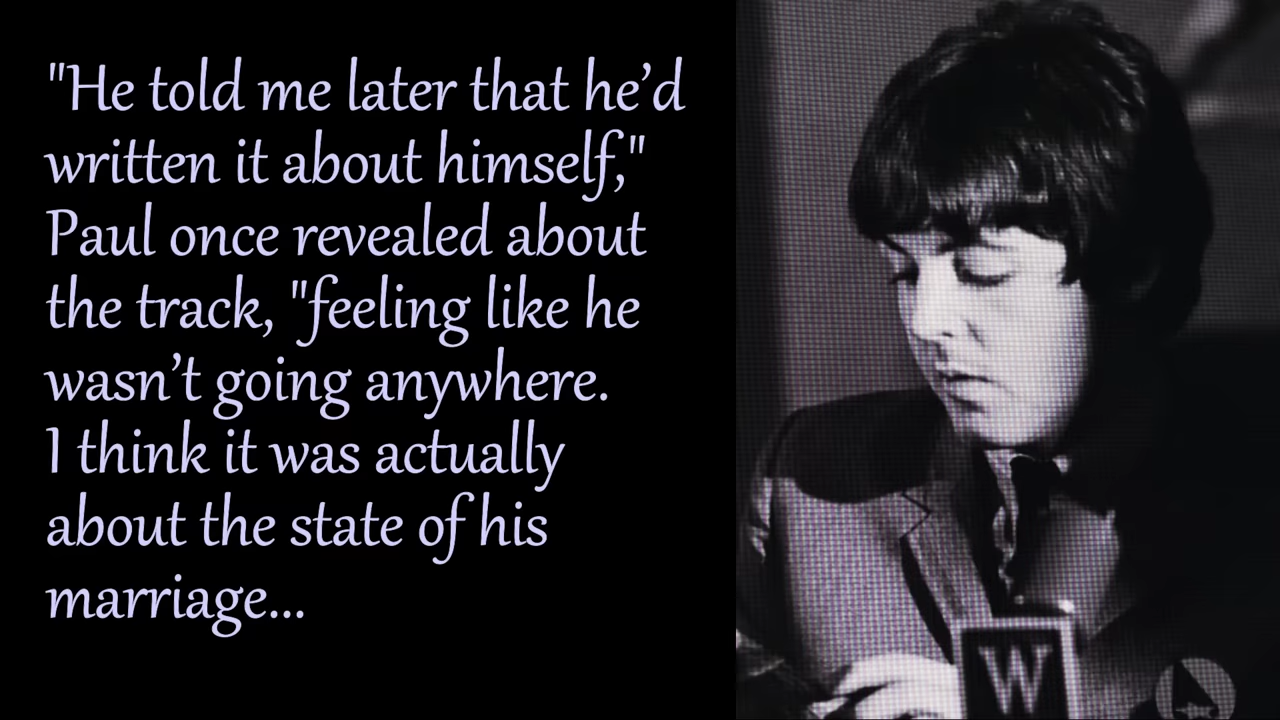 "He told me later that he’d
written it about himself,"
Paul once revealed about
the track, "feeling like he
wasn’t going anywhere.
I think it was actually
about the state of his
marriage...
W